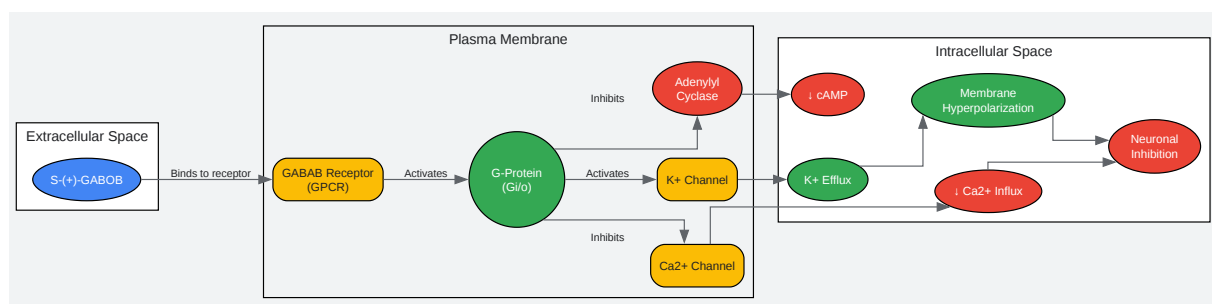 Extracellular Space
S-(+)-GABOB
Binds to receptor
Plasma Membrane
GABAB Receptor
(GPCR)
Activates
G-Protein
(Gi/o)
Inhibits
Activates
Inhibits
Adenylyl
Cyclase
K+ Channel
Ca2+ Channel
Intracellular Space
↓ cAMP
K+ Efflux
Membrane
Hyperpolarization
↓ Ca2+ Influx
Neuronal
Inhibition